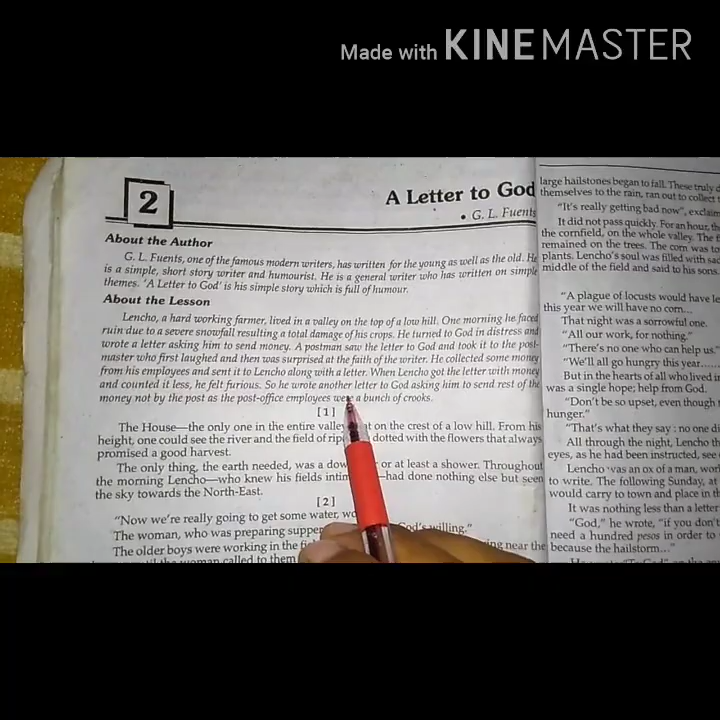 Made with KINEMASTER
2
A Letter to God
• G. L. Fuents
About the Author
G. L. Fuents, one of the famous modern writers, has written for the young as well as the old. He
is a simple, short story writer and humourist. He is a general writer who has written on simple
themes. 'A Letter to God' is his simple story which is full of humour.
About the Lesson
Lencho, a hard working farmer, lived in a valley on the top of a low hill. One morning he faced
ruin due to a severe snowfall resulting a total damage of his crops. He turned to God in distress and
wrote a letter asking him to send money. A postman saw the letter to God and took it to the post-
master who first laughed and then was surprised at the faith of the writer. He collected some money
from his employees and sent it to Lencho along with a letter. When Lencho got the letter with money
and counted it less, he felt furious. So he wrote another letter to God asking him to send rest of the
money not by the post as the post-office employees were a bunch of crooks.
[1]
The House—the only one in the entire valley on the crest of a low hill. From his
height, one could see the river and the field of dotted with the flowers that always
promised a good harvest.
The only thing, the earth needed, was a or at least a shower. Throughout
the morning Lencho—who knew his fields had done nothing else but seen
the sky towards the North-East.
[2]
"Now we're really going to get some water,
The woman, who was preparing God's willing."
The older boys were working in the near the
the woman called to them
large hailstones began to fall. These truly
themselves to the rain, ran out to collect
"It's really getting bad now",
It did not pass quickly. For an hour,
the cornfield, on the whole valley. The
remained on the trees. The corn was
plants. Lencho's soul was filled with
middle of the field and said to his sons.
"A plague of locusts would have
this year we will have no corn...
That night was a sorrowful one.
"All our work, for nothing."
"There's no one who can help us."
"We'll all go hungry this year......
But in the hearts of all who lived
was a single hope; help from God.
"Don't be so upset, even though
hunger."
"That's what they say: no one
All through the night, Lencho
eyes, as he had been instructed,
Lencho was an ox of a man,
to write. The following Sunday, at
would carry to town and place in
It was nothing less than a letter
"God," he wrote, "if you don't
need a hundred pesos in order to
because the hailstorm..."